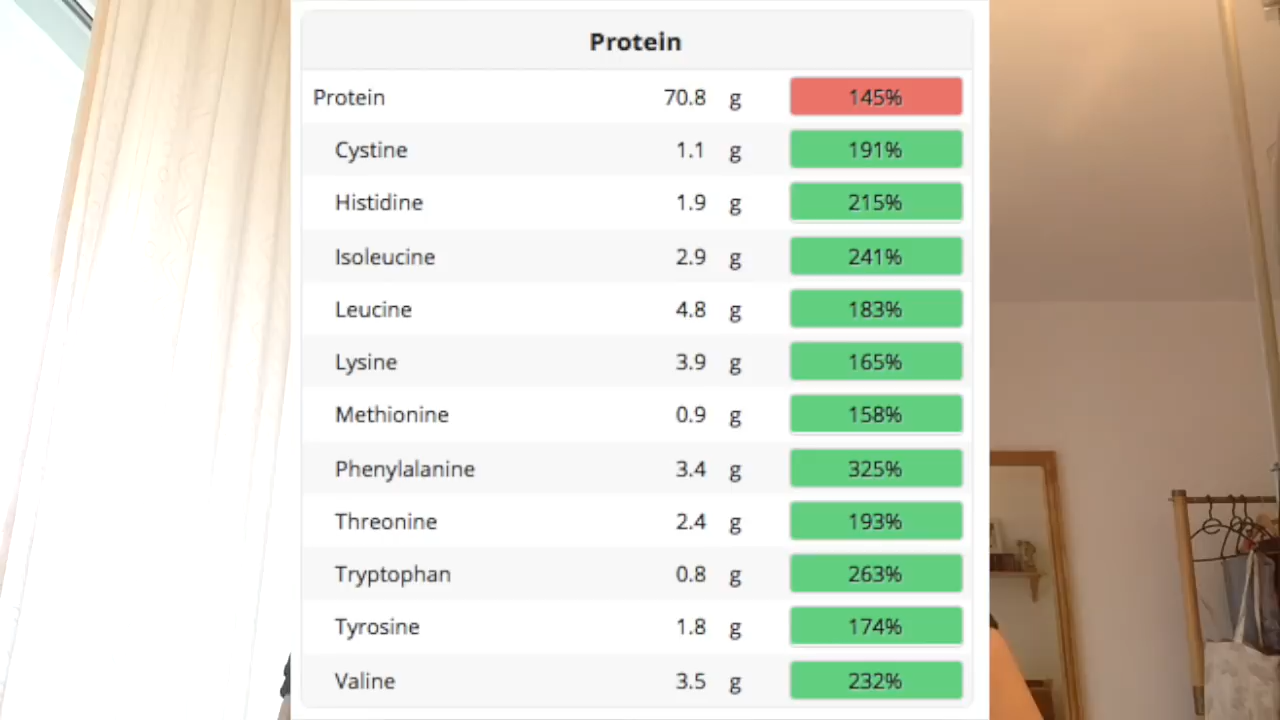 Protein
Protein 70.8 g 145%
Cystine 1.1 g 191%
Histidine 1.9 g 215%
Isoleucine 2.9 g 241%
Leucine 4.8 g 183%
Lysine 3.9 g 165%
Methionine 0.9 g 158%
Phenylalanine 3.4 g 325%
Threonine 2.4 g 193%
Tryptophan 0.8 g 263%
Tyrosine 1.8 g 174%
Valine 3.5 g 232%